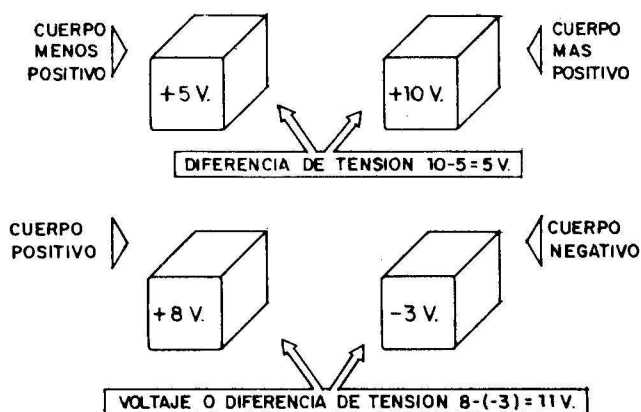 CUERPO
MENOS
POSITIVO
+5 V.
+10 V.
CUERPO
MAS
POSITIVO
DIFERENCIA DE TENSION 10-5=5 V.
CUERPO
POSITIVO
+8 V.
-3 V.
CUERPO
NEGATIVO
VOLTAJE O DIFERENCIA DE TENSION 8-(-3)=11 V.